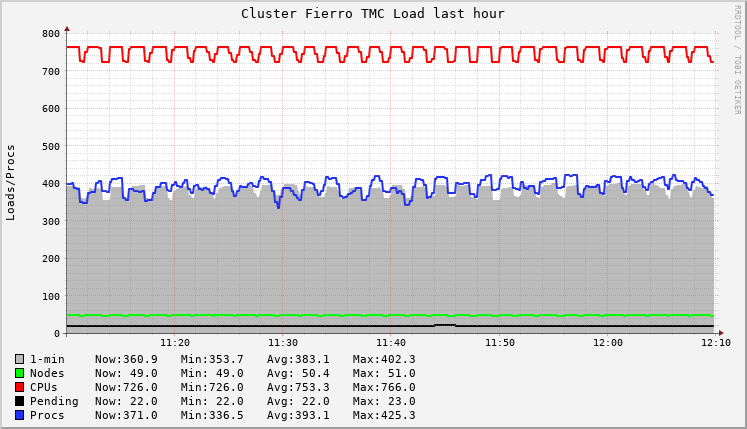 Cluster Fierro TMC Load last hour
RRDTOOL / TOBI OETIKER
Loads/Procs
800
700
600
500
400
300
200
100
0
11:20 11:30 11:40 11:50 12:00 12:10
1-min Now:360.9 Min:353.7 Avg:383.1 Max:402.3
Nodes Now: 49.0 Min: 49.0 Avg: 50.4 Max: 51.0
CPUs Now:726.0 Min:726.0 Avg:753.3 Max:766.0
Pending Now: 22.0 Min: 22.0 Avg: 22.0 Max: 23.0
Procs Now:371.0 Min:336.5 Avg:393.1 Max:425.3